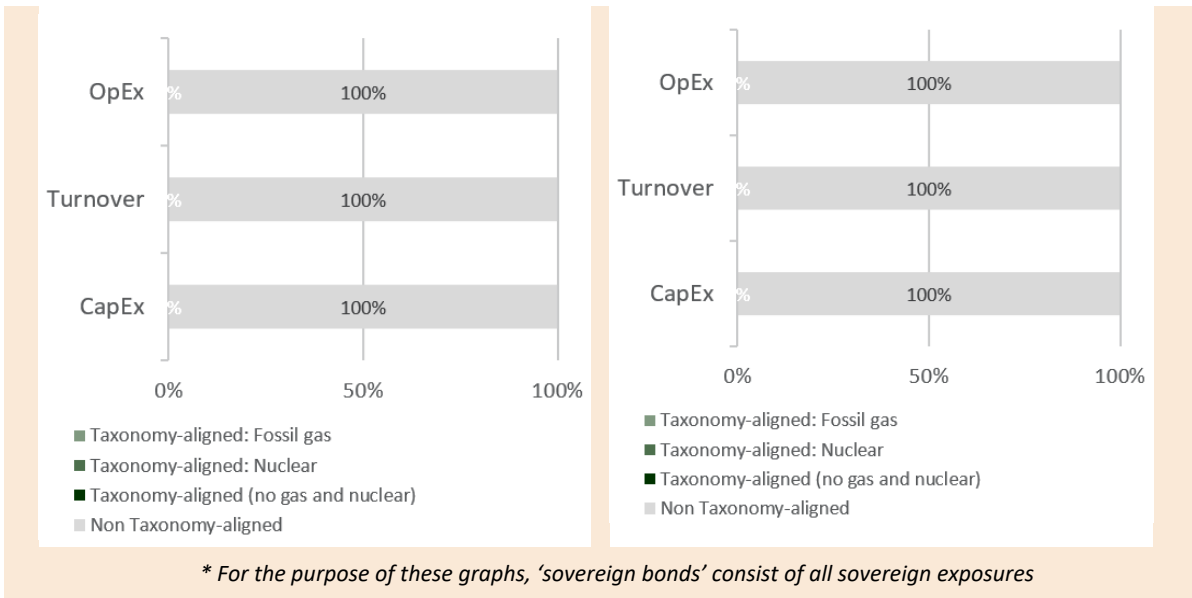 OpEx
%
100%
Turnover
%
100%
CapEx
%
100%
0%
50%
100%
Taxonomy-aligned: Fossil gas
Taxonomy-aligned: Nuclear
Taxonomy-aligned (no gas and nuclear)
Non Taxonomy-aligned
OpEx
%
100%
Turnover
%
100%
CapEx
%
100%
0%
50%
100%
Taxonomy-aligned: Fossil gas
Taxonomy-aligned: Nuclear
Taxonomy-aligned (no gas and nuclear)
Non Taxonomy-aligned
* For the purpose of these graphs, ‘sovereign bonds’ consist of all sovereign exposures